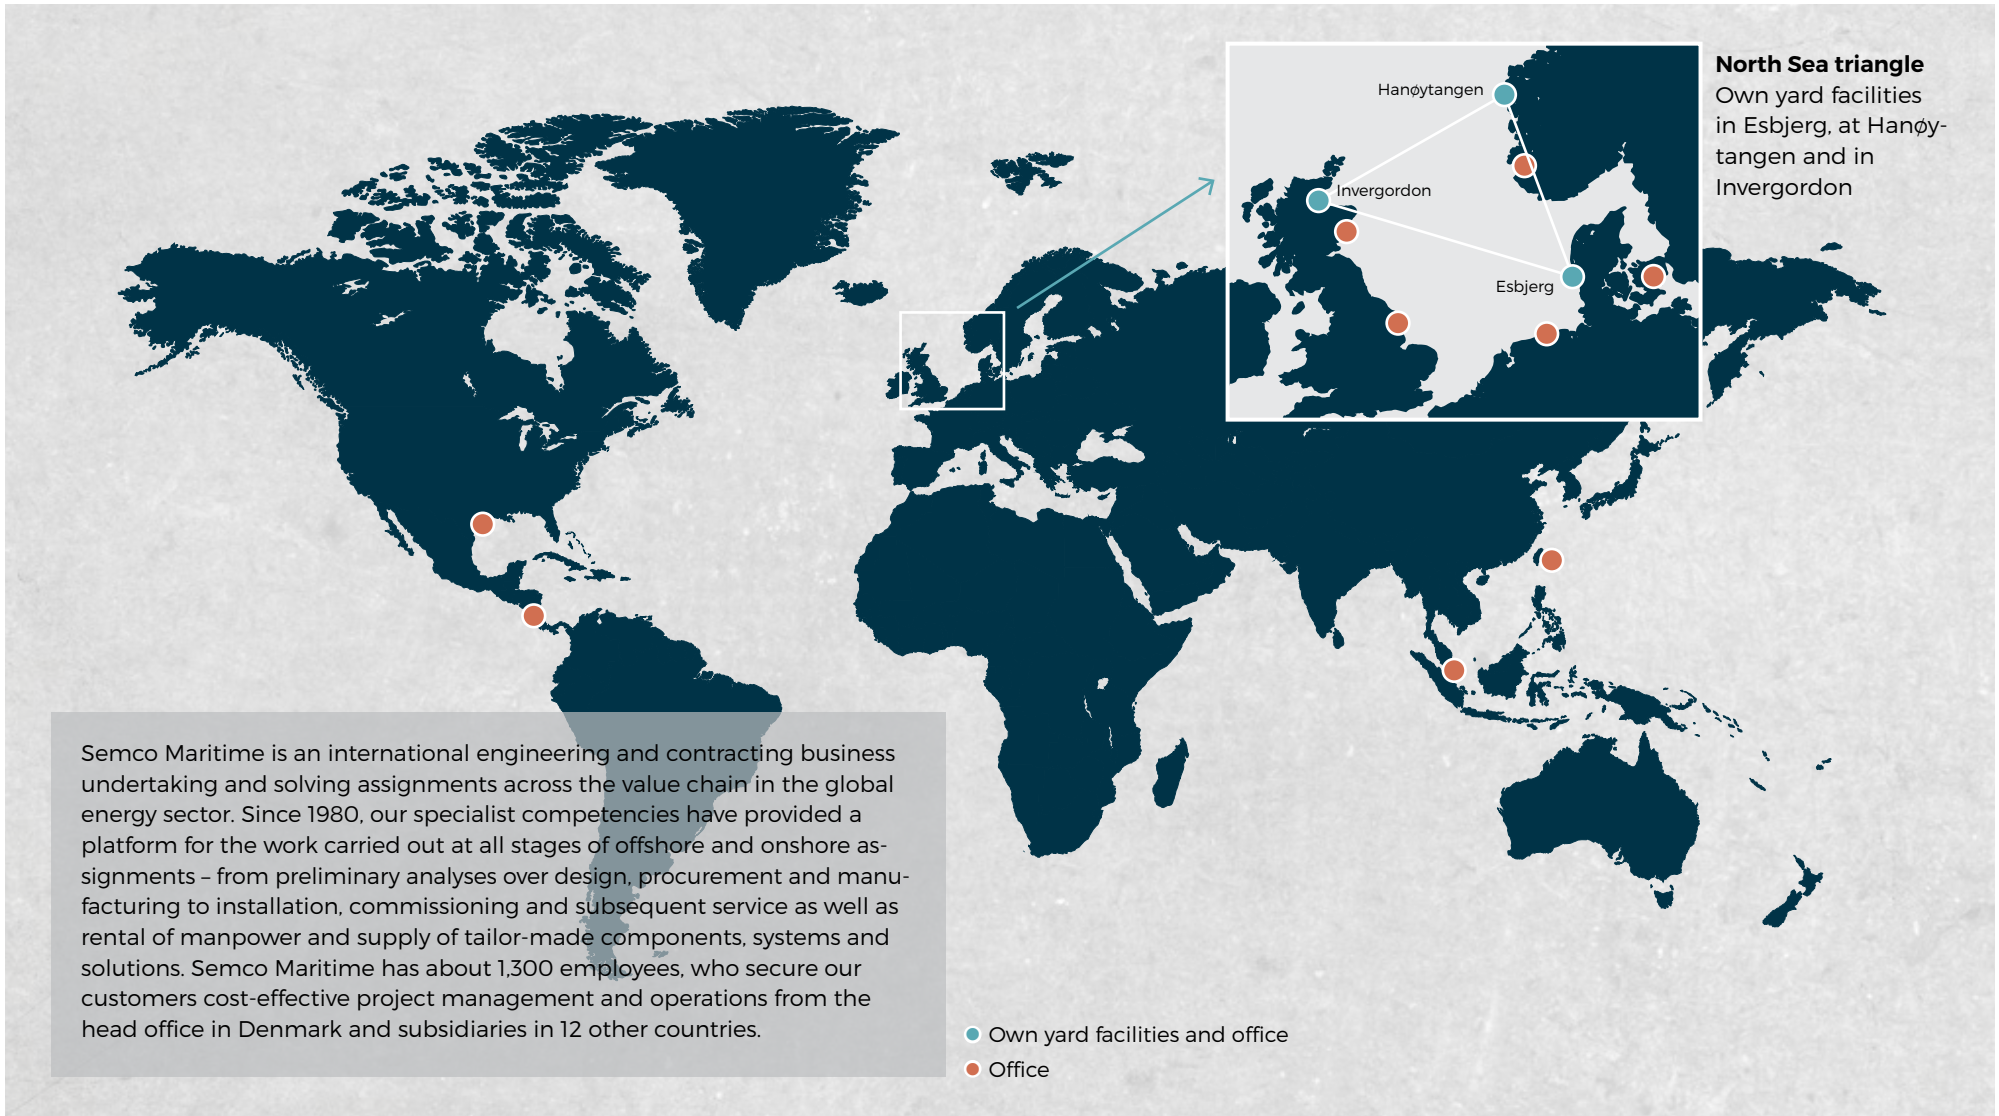 North Sea triangle
Own yard facilities
in Esbjerg, at Hanøy-
tangen and in
Invergordon
Hanøytangen
Invergordon
Esbjerg
Semco Maritime is an international engineering and contracting business
undertaking and solving assignments across the value chain in the global
energy sector. Since 1980, our specialist competencies have provided a
platform for the work carried out at all stages of offshore and onshore as-
signments – from preliminary analyses over design, procurement and manu-
facturing to installation, commissioning and subsequent service as well as
rental of manpower and supply of tailor-made components, systems and
solutions. Semco Maritime has about 1,300 employees, who secure our
customers cost-effective project management and operations from the
head office in Denmark and subsidiaries in 12 other countries.
Own yard facilities and office
Office